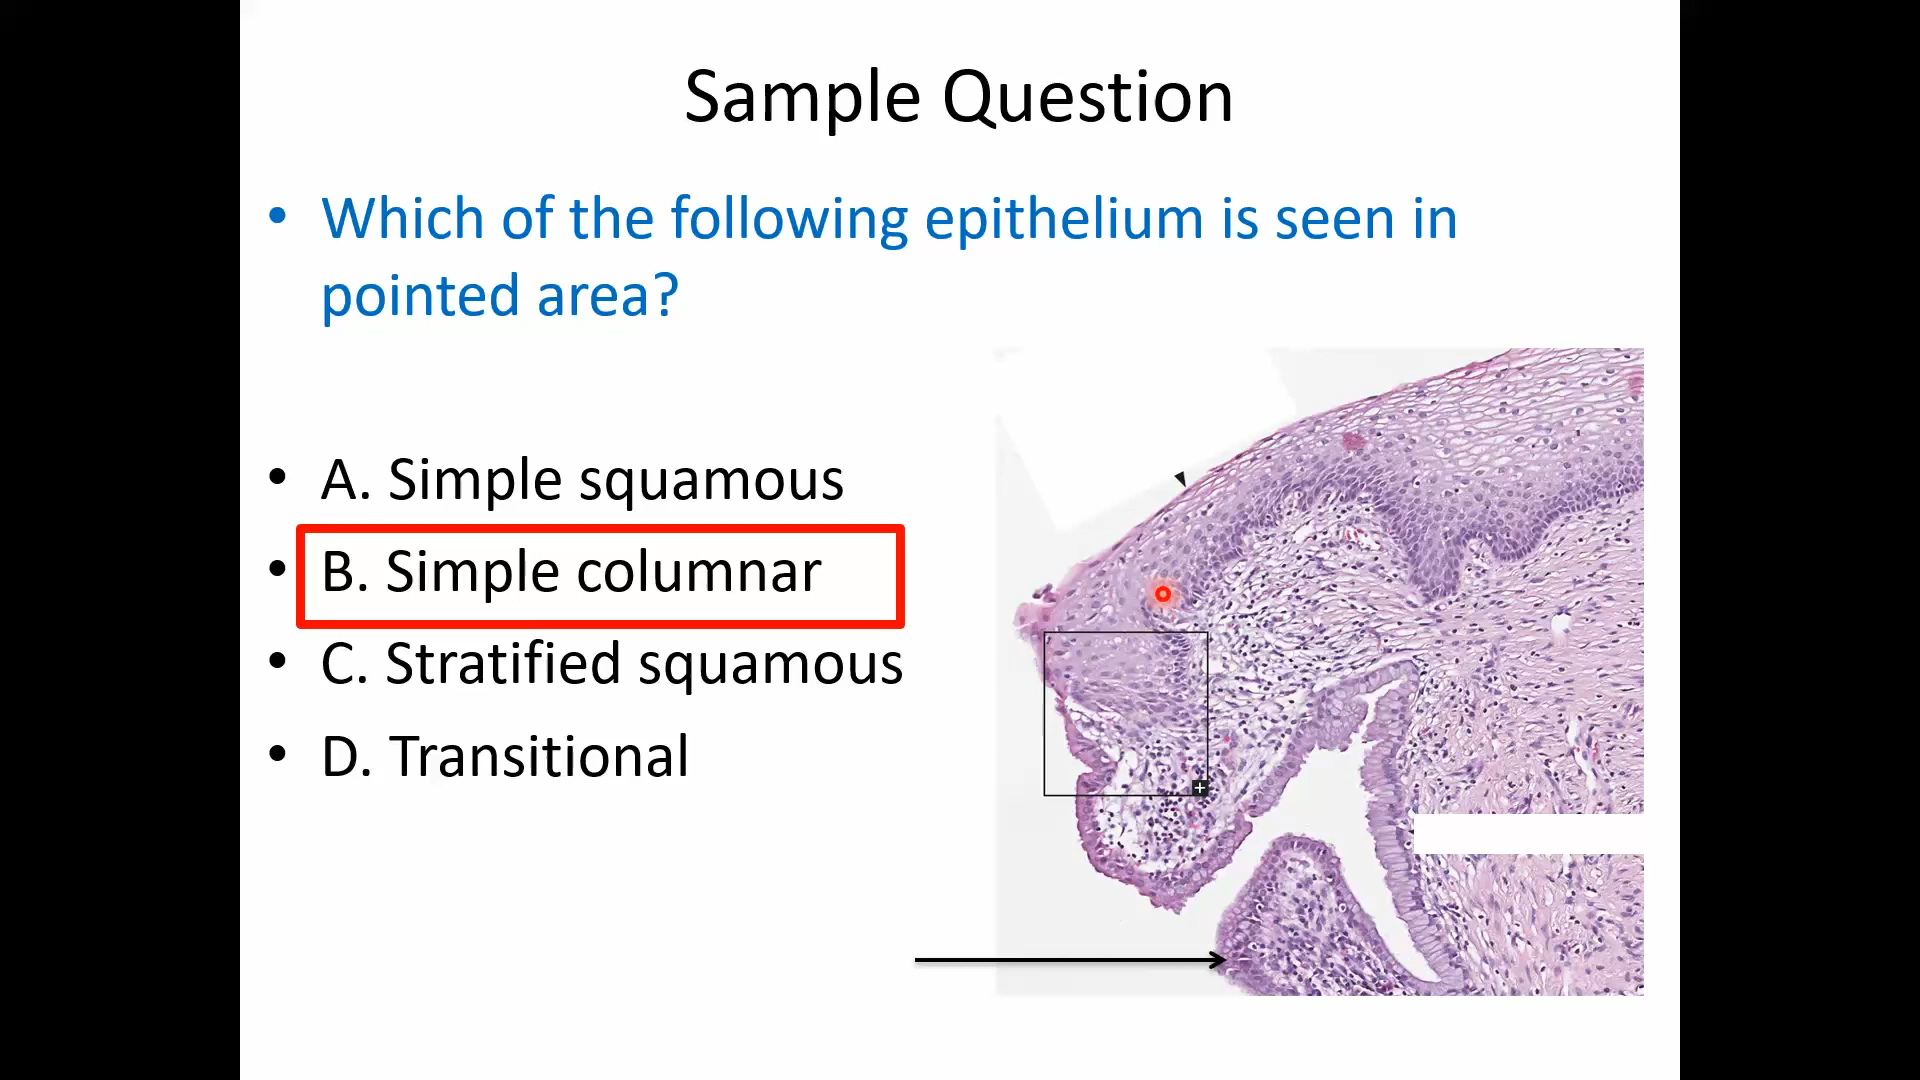 Sample Question
• Which of the following epithelium is seen in
pointed area?
• A. Simple squamous
• B. Simple columnar
• C. Stratified squamous
• D. Transitional